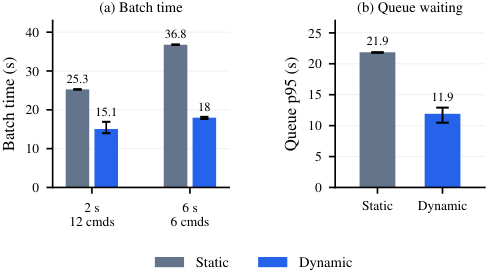 (a) Batch time
Batch time (s)
40
30
20
10
0
25.3
15.1
36.8
18
2 s
12 cmds
6 s
6 cmds
(b) Queue waiting
Queue p95 (s)
25
20
15
10
5
0
21.9
11.9
Static
Dynamic
Static
Dynamic